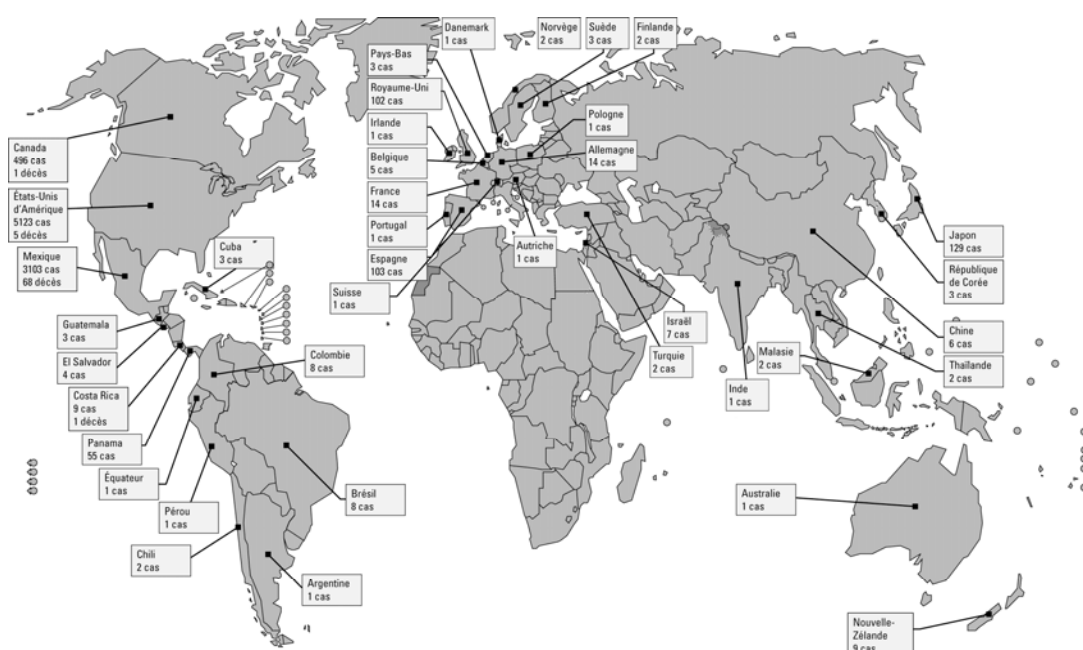 Danemark
1 cas
Norvège
2 cas
Suède
3 cas
Finlande
2 cas
Pays-Bas
3 cas
Royaume-Uni
102 cas
Irlande
1 cas
Belgique
5 cas
France
14 cas
Portugal
1 cas
Espagne
103 cas
Suisse
1 cas
Autriche
1 cas
Pologne
1 cas
Allemagne
14 cas
Canada
496 cas
1 décès
États-Unis
d'Amérique
5123 cas
5 décès
Mexique
3103 cas
68 décès
Cuba
3 cas
Guatemala
3 cas
El Salvador
4 cas
Costa Rica
9 cas
1 décès
Panama
55 cas
Équateur
1 cas
Pérou
1 cas
Chili
2 cas
Argentine
1 cas
Colombie
8 cas
Brésil
8 cas
Israël
7 cas
Turquie
2 cas
Inde
1 cas
Malasie
2 cas
Japon
129 cas
République
de Corée
3 cas
Chine
6 cas
Thaïlande
2 cas
Australie
1 cas
Nouvelle-
Zélande
9 cas